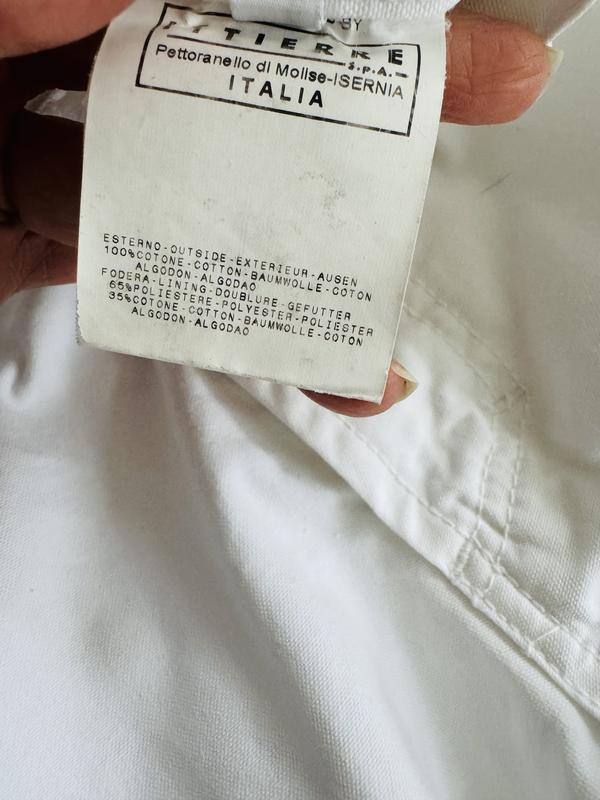 BY
ITTIERRE
S.P.A.
Pettoranello di Molise-ISERNIA
ITALIA
ESTERNO-OUTSIDE-EXTERIEUR-AUSEN
100%COTONE-COTTON-BAUMWOLLE-COTON
ALGODON-ALGODAO
FODERA-LINING-DOUBLURE-GEFUTTER
65%POLIESTERE-POLYESTER-POLIESTER
35%COTONE-COTTON-BAUMWOLLE-COTON
ALGODON-ALGODAO